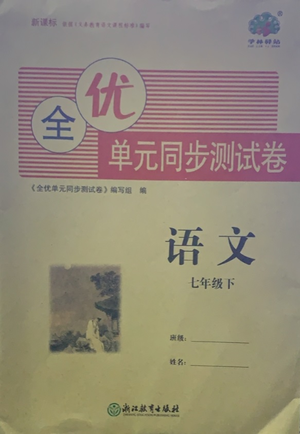 新课标
全优
单元同步测试卷
《全优单元同步测试卷》编写组 编
语文
七年级下
班级:
姓名:
浙江教育出版社